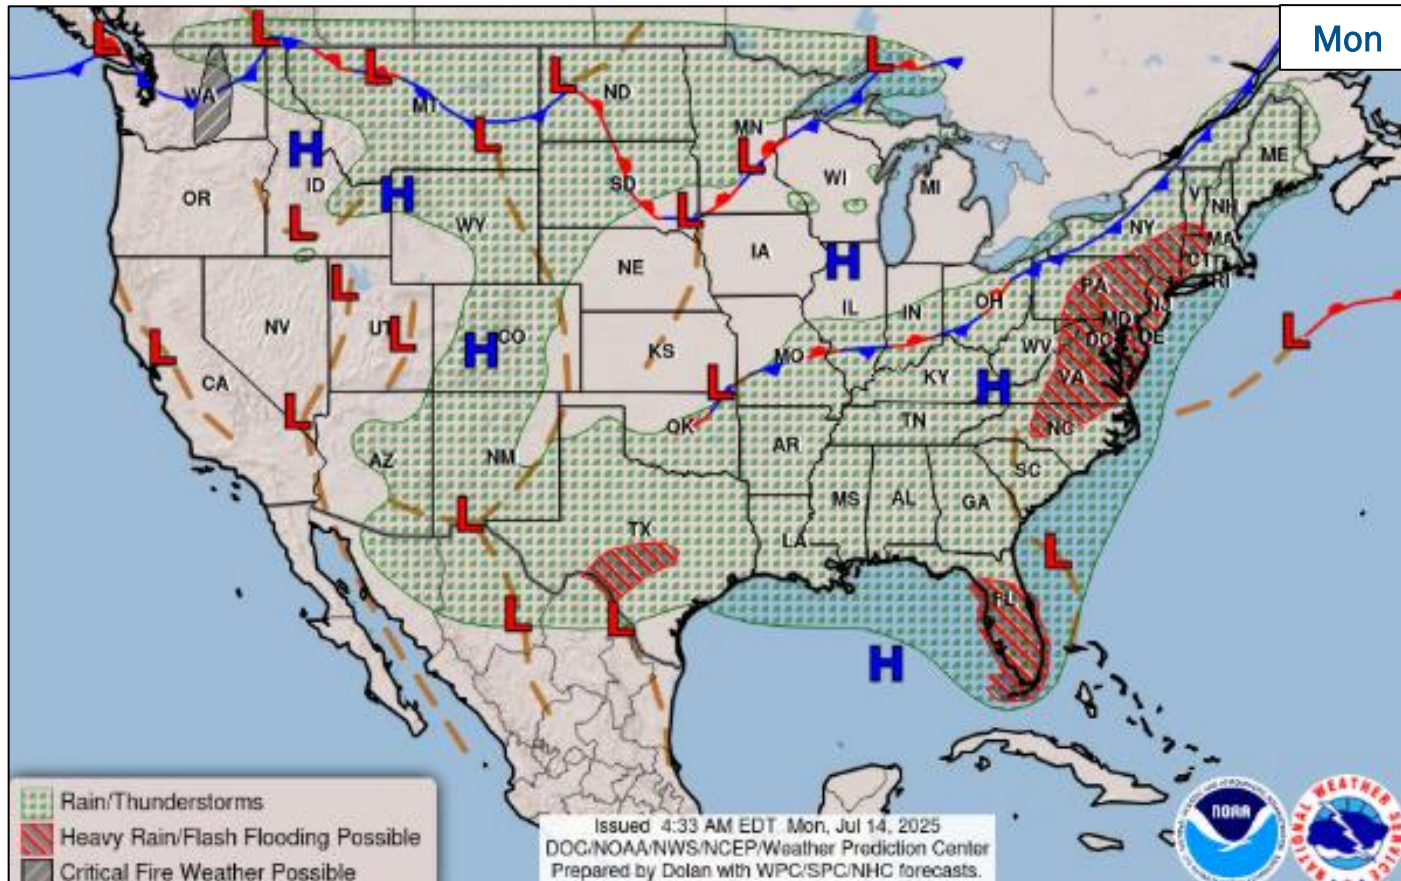 Mon
L L L L L L
WA MT ND MN ME
L L
H ID H SD WI MI VT NH
OR L WY L NY MA
NE IA H IL IN OH PA CT RI
L NV L UT L H CO KS MO WV MD NJ DC DE L
CA L L KY H VA
OK TN NC
AZ NM AR SC
L TX MS AL GA
LA L
L L FL
H
Rain/Thunderstorms
Heavy Rain/Flash Flooding Possible
Critical Fire Weather Possible
Issued 4:33 AM EDT Mon, Jul 14, 2025
DOC/NOAA/NWS/NCEP/Weather Prediction Center
Prepared by Dolan with WPC/SPC/NHC forecasts.
NOAA
NATIONAL WEATHER SERVICE